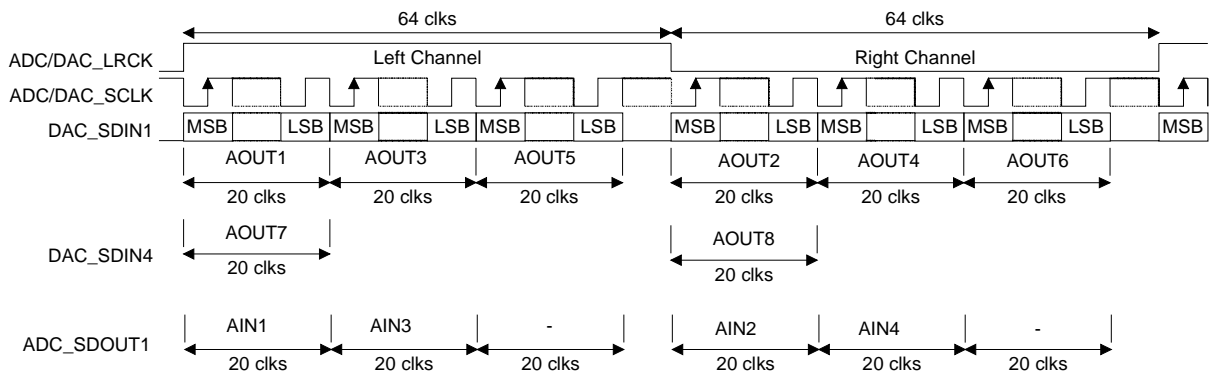 64 clks 64 clks
ADC/DAC_LRCK Left Channel Right Channel
ADC/DAC_SCLK
DAC_SDIN1 MSB LSB MSB LSB MSB LSB MSB LSB MSB LSB MSB LSB MSB
AOUT1 AOUT3 AOUT5 AOUT2 AOUT4 AOUT6
20 clks 20 clks 20 clks 20 clks 20 clks 20 clks
DAC_SDIN4 AOUT7 AOUT8
20 clks 20 clks
ADC_SDOUT1 AIN1 AIN3 - AIN2 AIN4 -
20 clks 20 clks 20 clks 20 clks 20 clks 20 clks